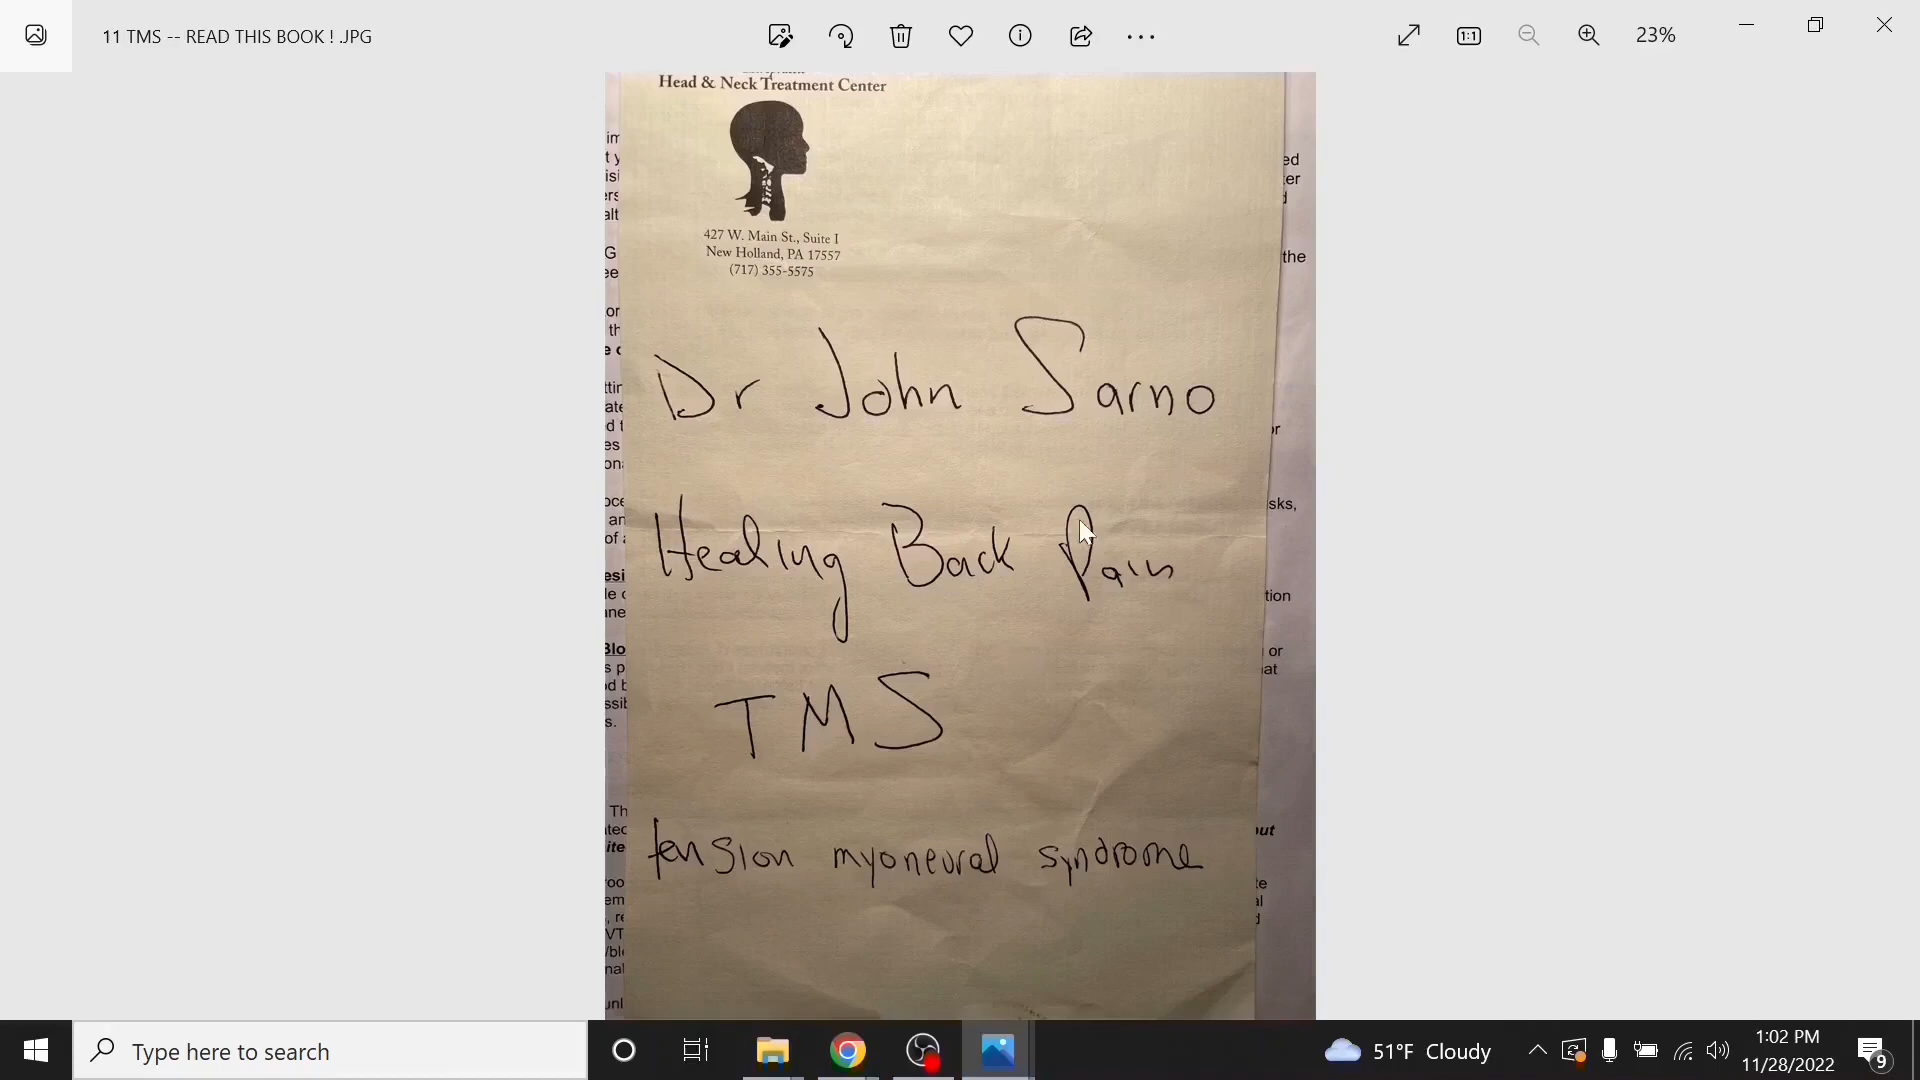 11 TMS -- READ THIS BOOK ! .JPG
1:1
23%
Head & Neck Treatment Center
427 W. Main St., Suite I
New Holland, PA 17557
(717) 355-5575
Dr John Sarno
Healing Back Pain
TMS
tension myoneural syndrome
Type here to search
51°F Cloudy
1:02 PM
11/28/2022
9